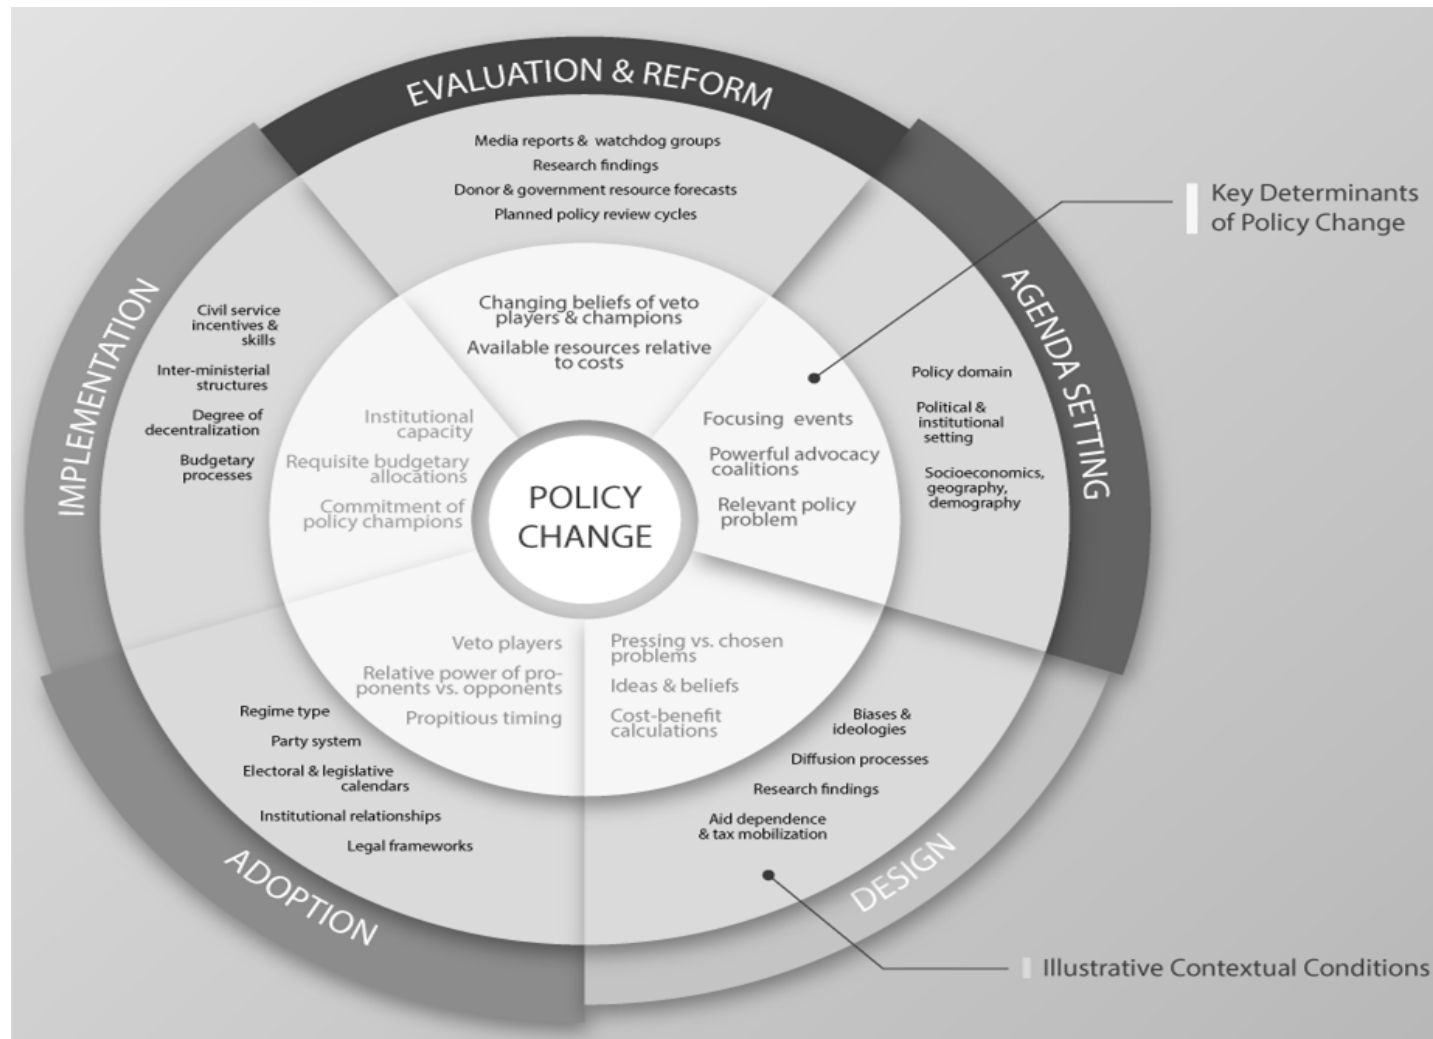 EVALUATION & REFORM
Media reports & watchdog groups
Research findings
Donor & government resource forecasts
Planned policy review cycles
Changing beliefs of veto
players & champions
Available resources relative
to costs
Key Determinants
of Policy Change
AGENDA SETTING
Policy domain
Political &
institutional
setting
Socioeconomics,
geography,
demography
Focusing events
Powerful advocacy
coalitions
Relevant policy
problem
IMPLEMENTATION
Civil service
incentives &
skills
Inter-ministerial
structures
Degree of
decentralization
Budgetary
processes
Institutional
capacity
Requisite budgetary
allocations
Commitment of
policy champions
POLICY
CHANGE
Veto players
Relative power of pro-
ponents vs. opponents
Propitious timing
Regime type
Party system
Electoral & legislative
calendars
Institutional relationships
Legal frameworks
ADOPTION
Pressing vs. chosen
problems
Ideas & beliefs
Cost-benefit
calculations
Biases &
ideologies
Diffusion processes
Research findings
Aid dependence
& tax mobilization
DESIGN
Illustrative Contextual Conditions